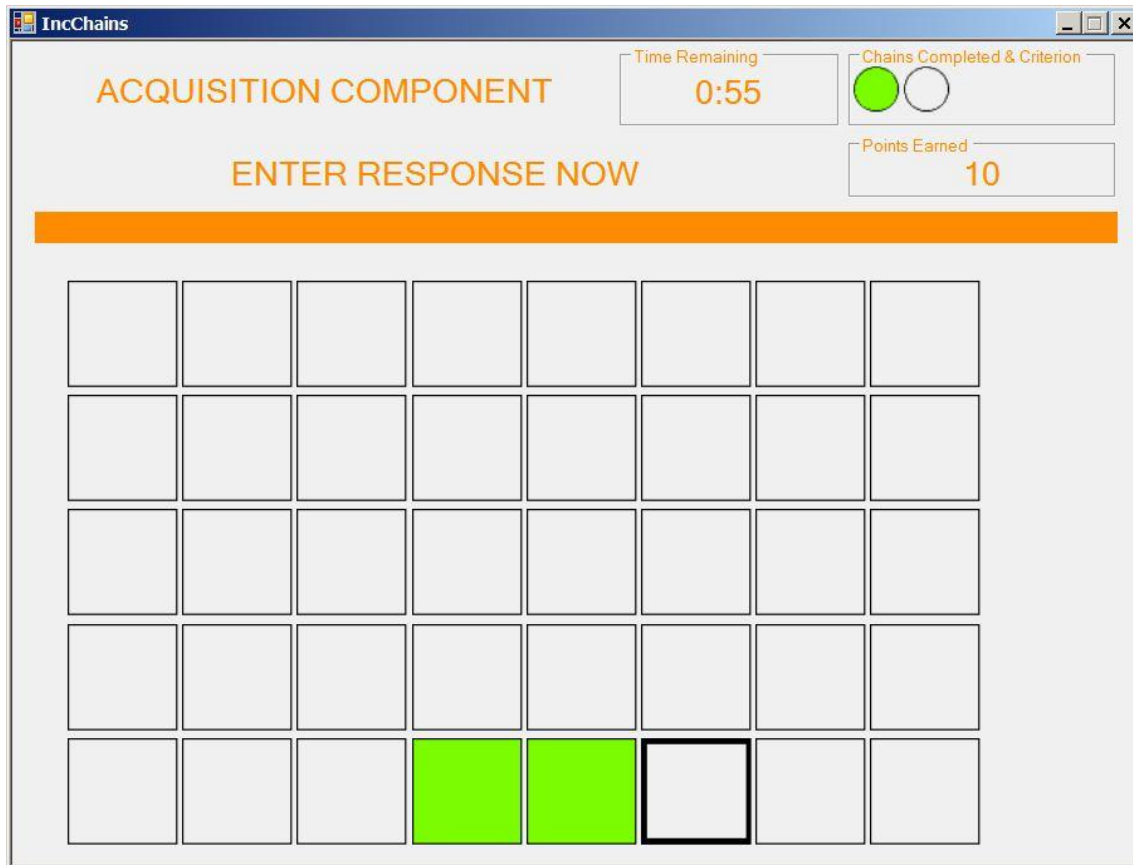 IncChains
Time Remaining
Chains Completed & Criterion
ACQUISITION COMPONENT
0:55
Points Earned
ENTER RESPONSE NOW
10